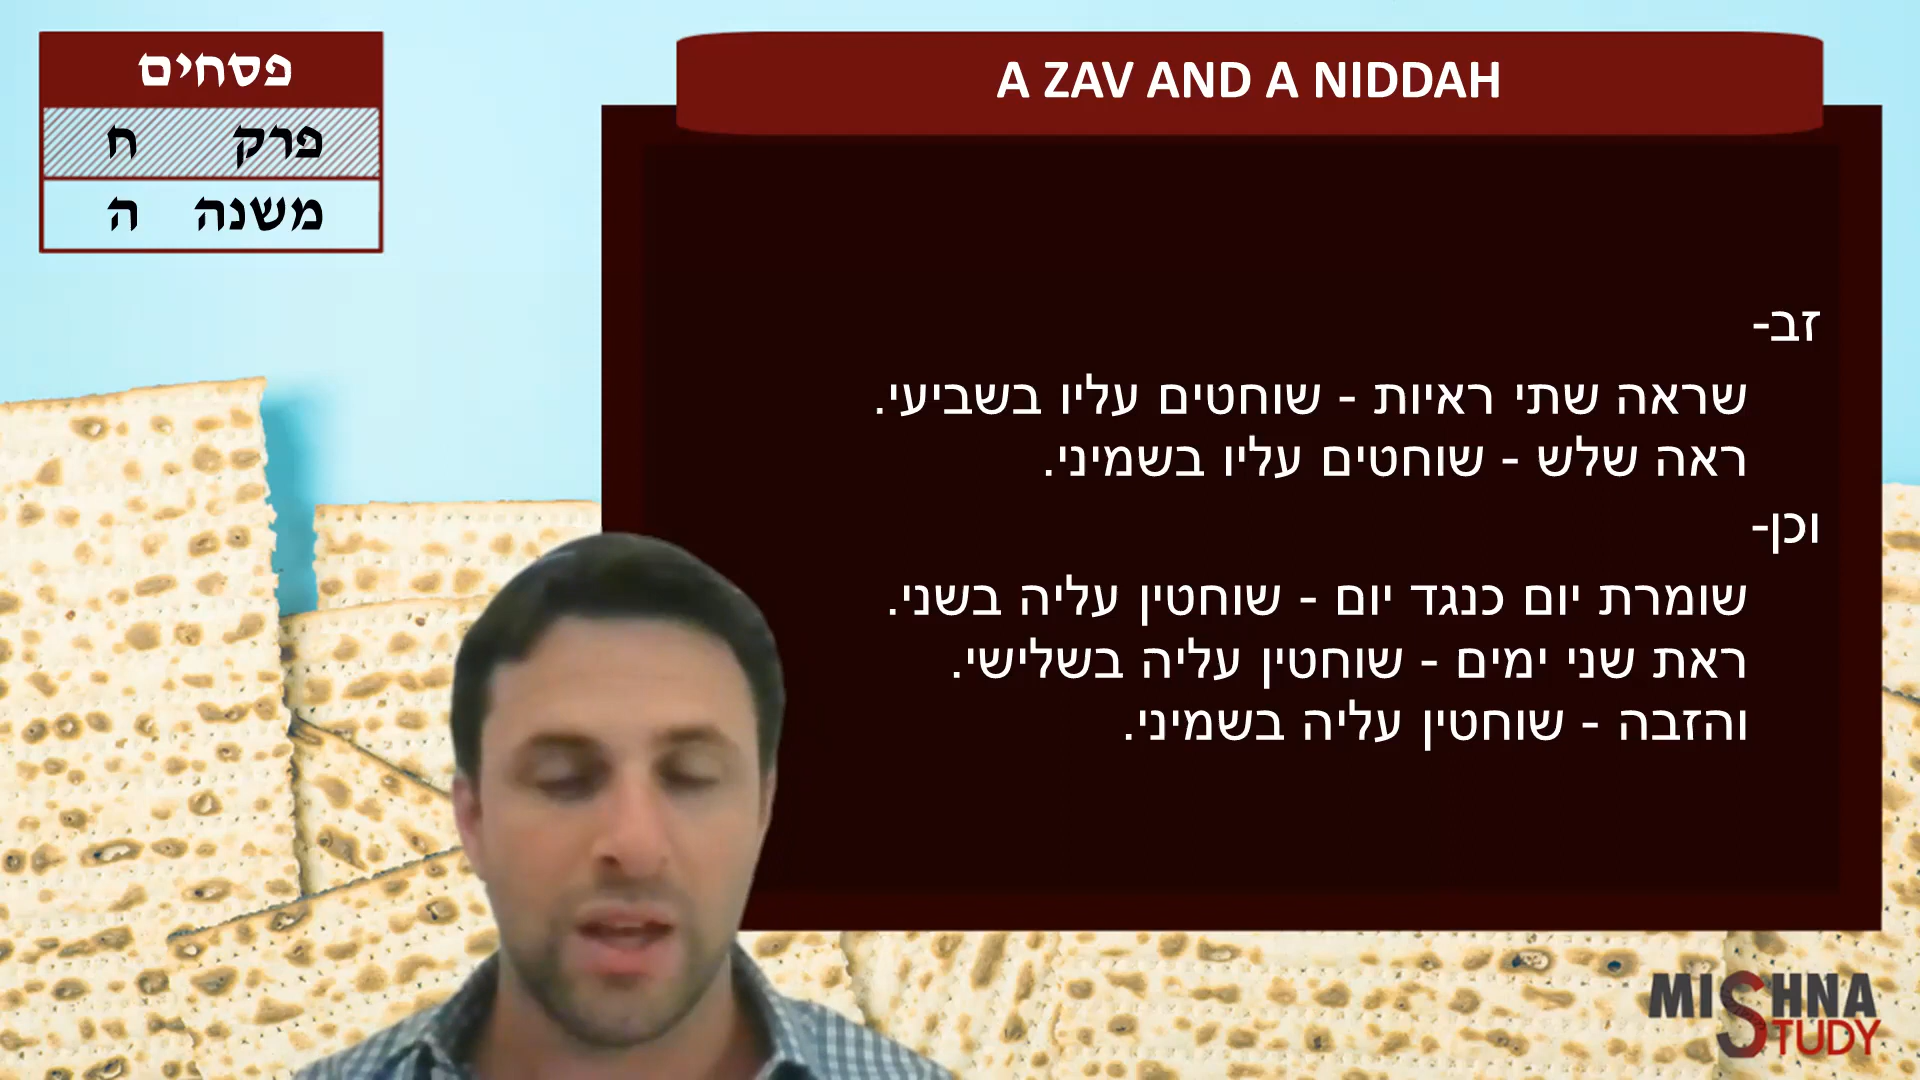 פסחים
פרק ח
משנה ה
A ZAV AND A NIDDAH
זב-
שראה שתי ראיות - שוחטים עליו בשביעי.
ראה שלש - שוחטים עליו בשמיני.
וכן-
שומרת יום כנגד יום - שוחטין עליה בשני.
ראת שני ימים - שוחטין עליה בשלישי.
והזבה - שוחטין עליה בשמיני.
MISHNA
STUDY